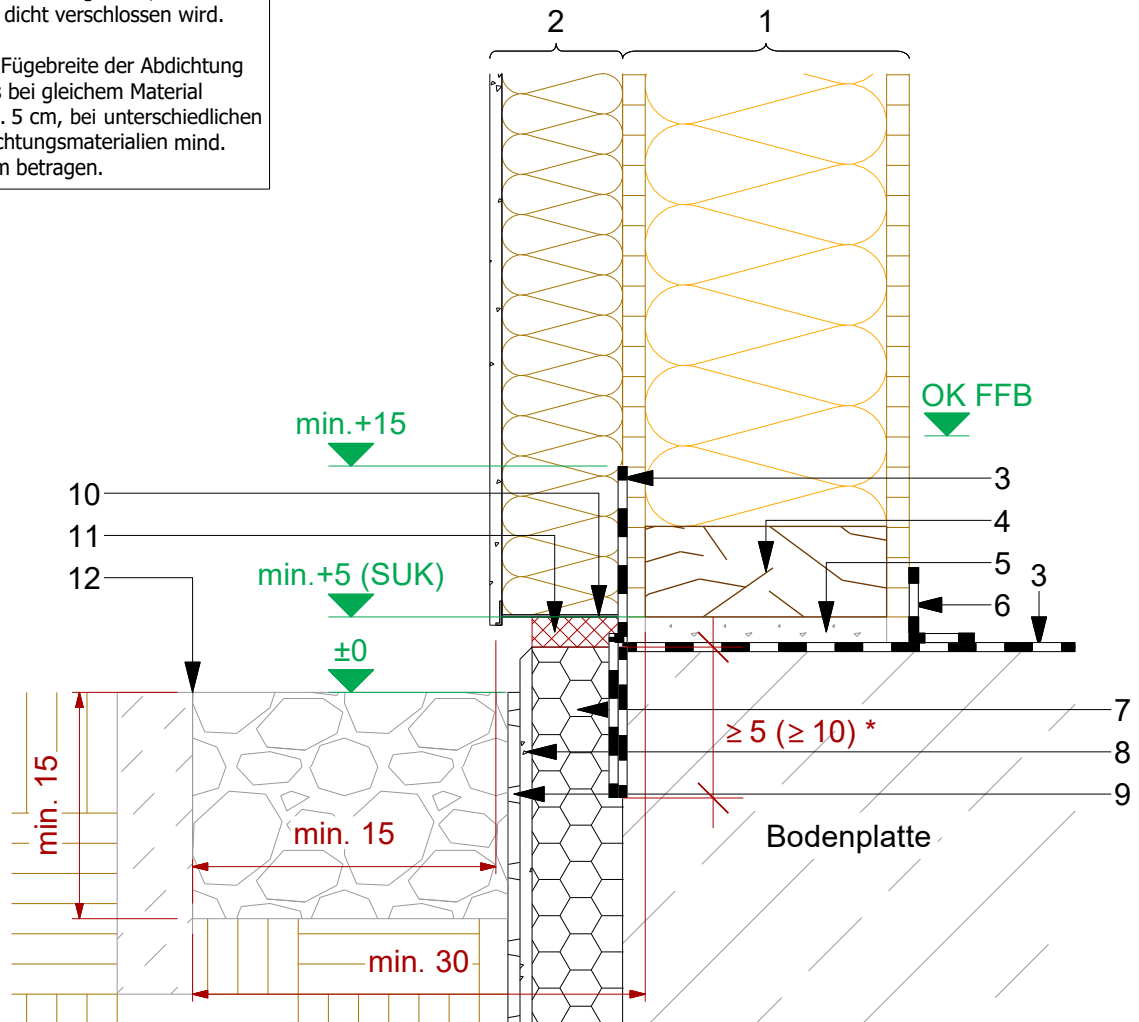 dicht verschlossen wird.
Fügebreite der Abdichtung
bei gleichem Material
5 cm, bei unterschiedlichen
mind.
betragen.
2
1
OK FFB
min.+15
3
10
4
11
5
3
min.+5 (SUK)
12
6
±0
7
≥ 5 (≥ 10) *
8
min. 15
9
min. 15
Bodenplatte
min. 30